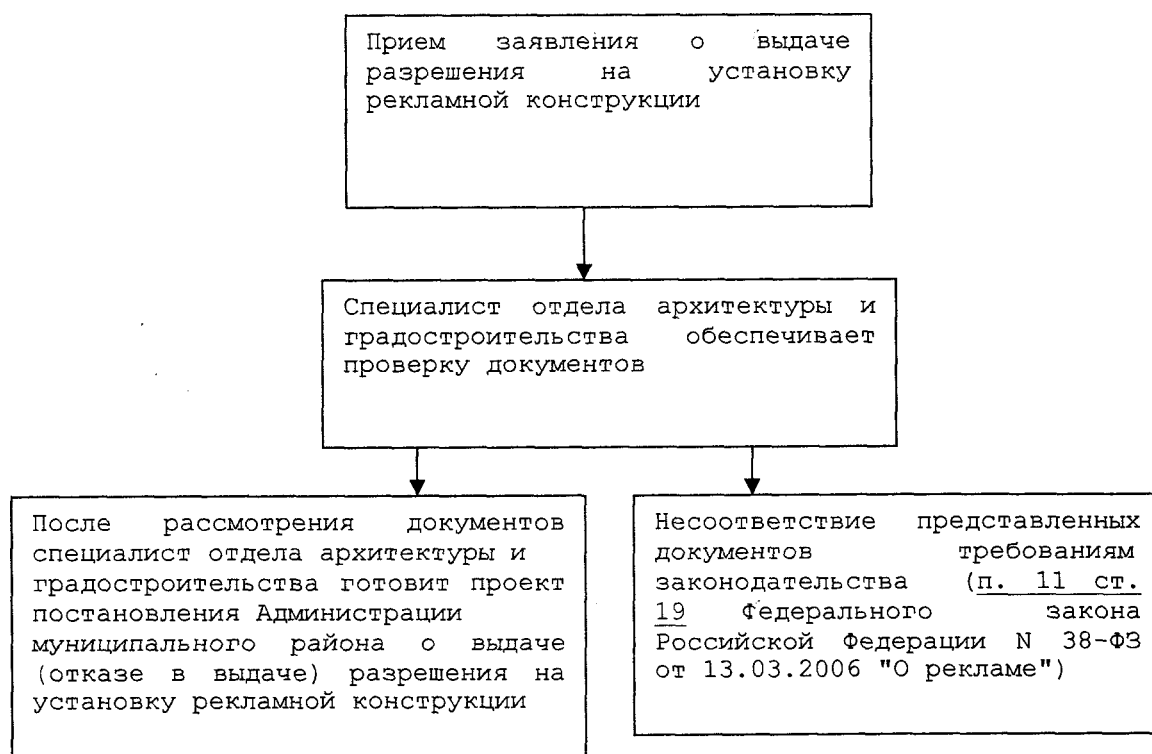 Прием заявления о выдаче
разрешения на установку
рекламной конструкции
Специалист отдела архитектуры и
градостроительства обеспечивает
проверку документов
После рассмотрения документов
специалист отдела архитектуры и
градостроительства готовит проект
постановления Администрации
муниципального района о выдаче
(отказе в выдаче) разрешения на
установку рекламной конструкции
Несоответствие представленных
документов требованиям
законодательства (п. 11 ст.
19 Федерального закона
Российской Федерации N 38-ФЗ
от 13.03.2006 "О рекламе")